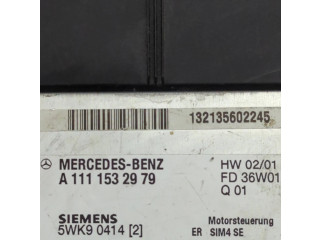 132135602245
MERCEDES-BENZ HW 02/01
A 111 153 29 79 FD 36W01
Q 01
SIEMENS Motorsteuerung
5WK9 0414 [2] ER SIM4 SE